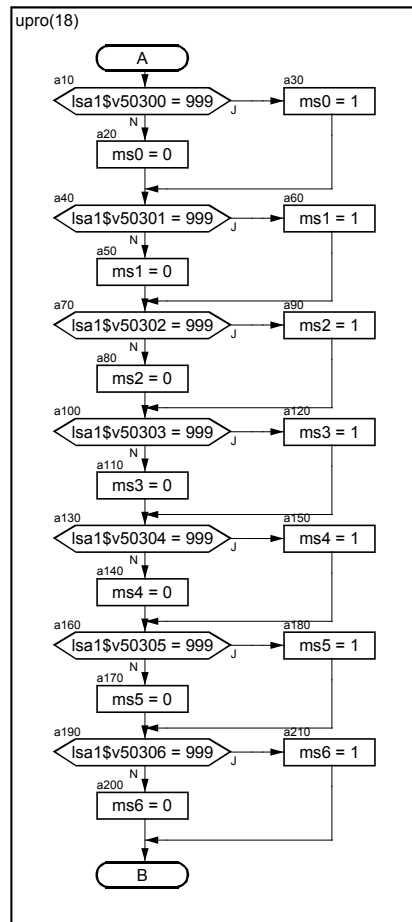 upro(18)
A
a10
lsa1$v50300 = 999
J
a30
ms0 = 1
N
a20
ms0 = 0
a40
lsa1$v50301 = 999
J
a60
ms1 = 1
N
a50
ms1 = 0
a70
lsa1$v50302 = 999
J
a90
ms2 = 1
N
a80
ms2 = 0
a100
lsa1$v50303 = 999
J
a120
ms3 = 1
N
a110
ms3 = 0
a130
lsa1$v50304 = 999
J
a150
ms4 = 1
N
a140
ms4 = 0
a160
lsa1$v50305 = 999
J
a180
ms5 = 1
N
a170
ms5 = 0
a190
lsa1$v50306 = 999
J
a210
ms6 = 1
N
a200
ms6 = 0
B